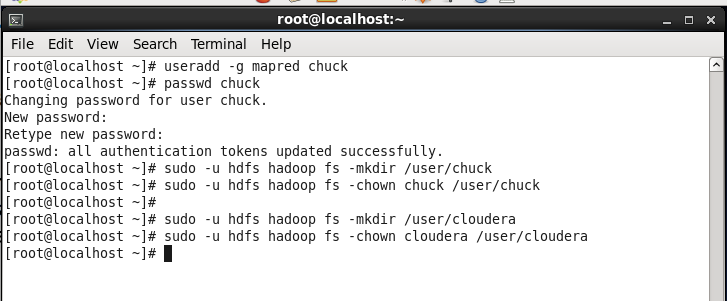 root@localhost:~
File Edit View Search Terminal Help
[root@localhost ~]# useradd -g mapred chuck
[root@localhost ~]# passwd chuck
Changing password for user chuck.
New password:
Retype new password:
passwd: all authentication tokens updated successfully.
[root@localhost ~]# sudo -u hdfs hadoop fs -mkdir /user/chuck
[root@localhost ~]# sudo -u hdfs hadoop fs -chown chuck /user/chuck
[root@localhost ~]#
[root@localhost ~]# sudo -u hdfs hadoop fs -mkdir /user/cloudera
[root@localhost ~]# sudo -u hdfs hadoop fs -chown cloudera /user/cloudera
[root@localhost ~]#